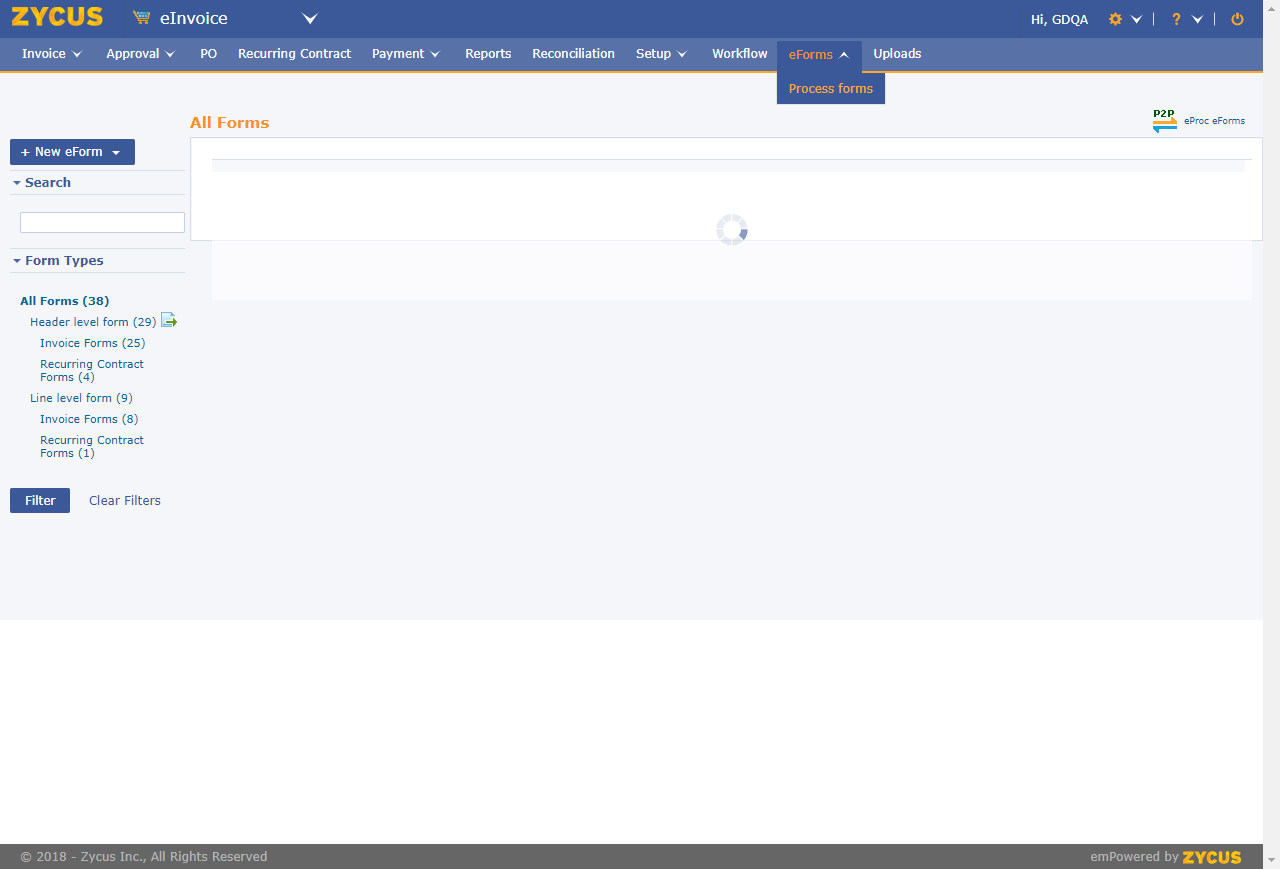 ZYCUS eInvoice Hi, GDQA ?
Invoice Approval PO Recurring Contract Payment Reports Reconciliation Setup Workflow eForms Uploads
Process forms
All Forms
P2P eProc eForms
+ New eForm
Search
Form Types
All Forms (38)
Header level form (29)
Invoice Forms (25)
Recurring Contract
Forms (4)
Line level form (9)
Invoice Forms (8)
Recurring Contract
Forms (1)
Filter Clear Filters
© 2018 - Zycus Inc., All Rights Reserved emPowered by ZYCUS